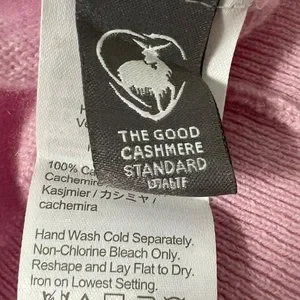 THE GOOD
CASHMERE
STANDARD
100% Ca
Cachemir
Kasjmier / カシミヤ /
cachemira
Hand Wash Cold Separately.
Non-Chlorine Bleach Only.
Reshape and Lay Flat to Dry.
Iron on Lowest Setting.